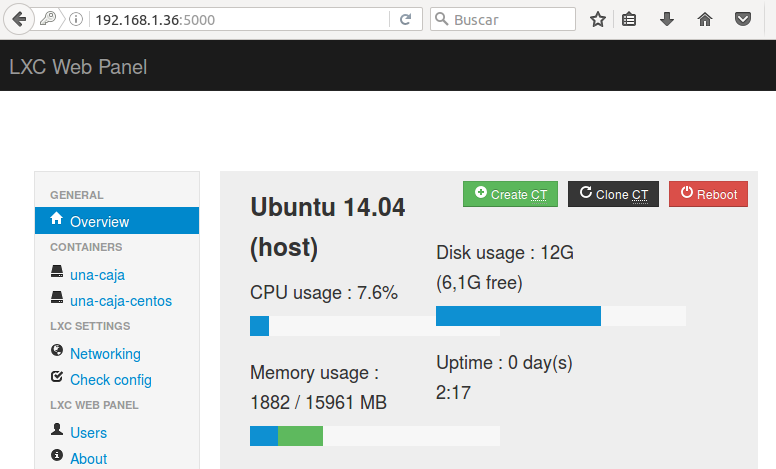 192.168.1.36:5000
Buscar
LXC Web Panel
GENERAL
Overview
CONTAINERS
una-caja
una-caja-centos
LXC SETTINGS
Networking
Check config
LXC WEB PANEL
Users
About
Create CT
Clone CT
Reboot
Ubuntu 14.04
(host)
CPU usage : 7.6%
Memory usage :
1882 / 15961 MB
Disk usage : 12G
(6,1G free)
Uptime : 0 day(s)
2:17